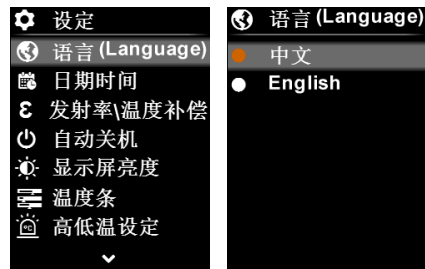 设定
语言 (Language)
日期时间
ε 发射率\温度补偿
自动关机
显示屏亮度
温度条
°C 高低温设定
语言 (Language)
中文
English